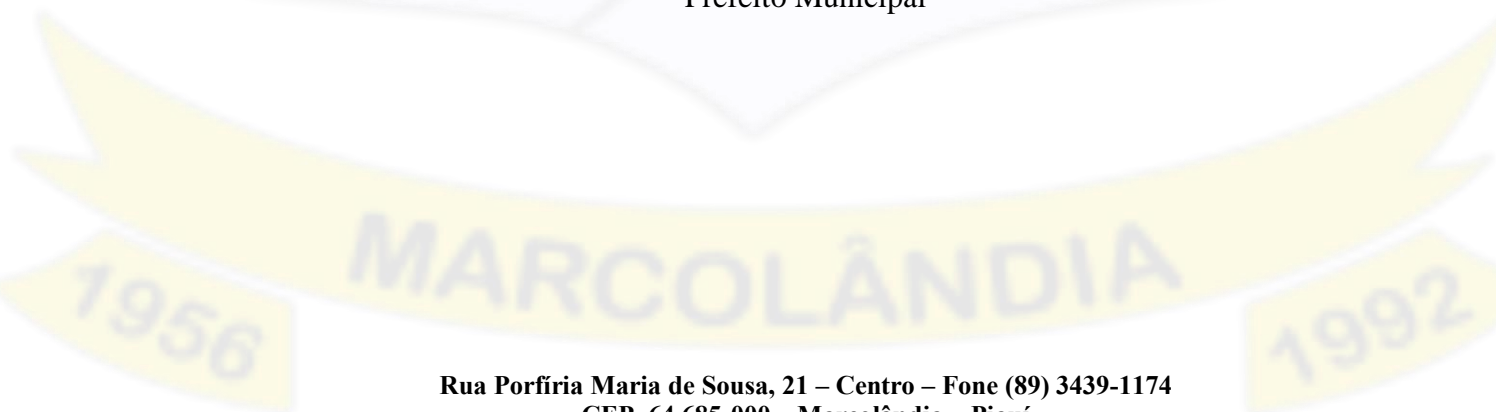 Prefeito Municipal
MARCOLÂNDIA
1956
1992
Rua Porfíria Maria de Sousa, 21 – Centro – Fone (89) 3439-1174
CEP. 64.685-000 – Marcolândia – Piauí